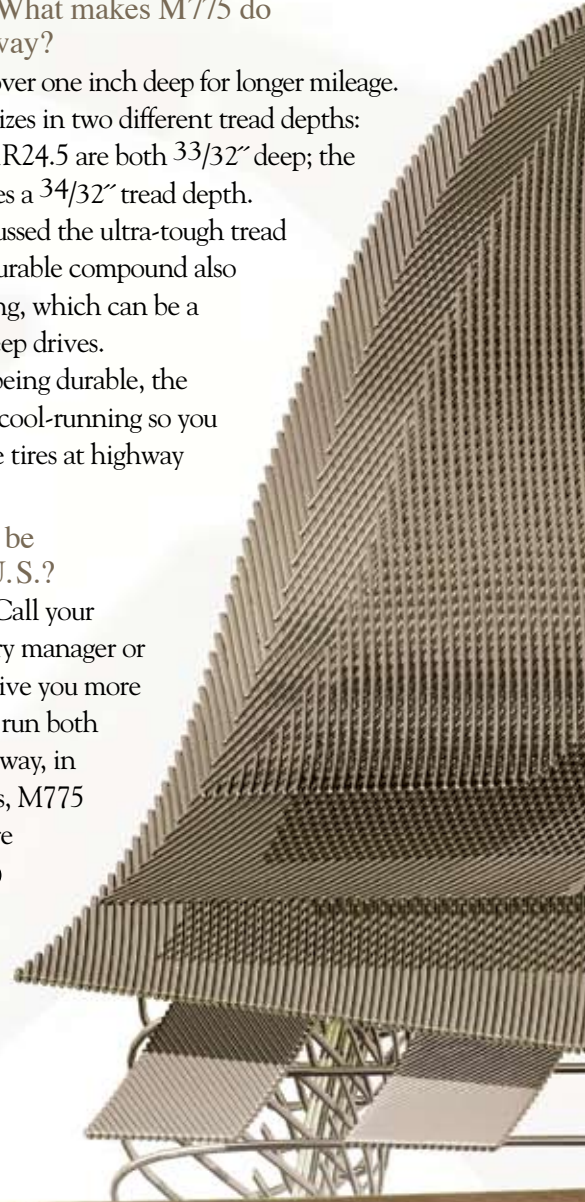 What makes M775 do
way?
over one inch deep for longer mileage.
izes in two different tread depths:
R24.5 are both 33/32˝ deep; the
es a 34/32˝ tread depth.
ussed the ultra-tough tread
urable compound also
ng, which can be a
eep drives.
being durable, the
cool-running so you
e tires at highway
be
U.S.?
Call your
ry manager or
ive you more
run both
way, in
s, M775
re